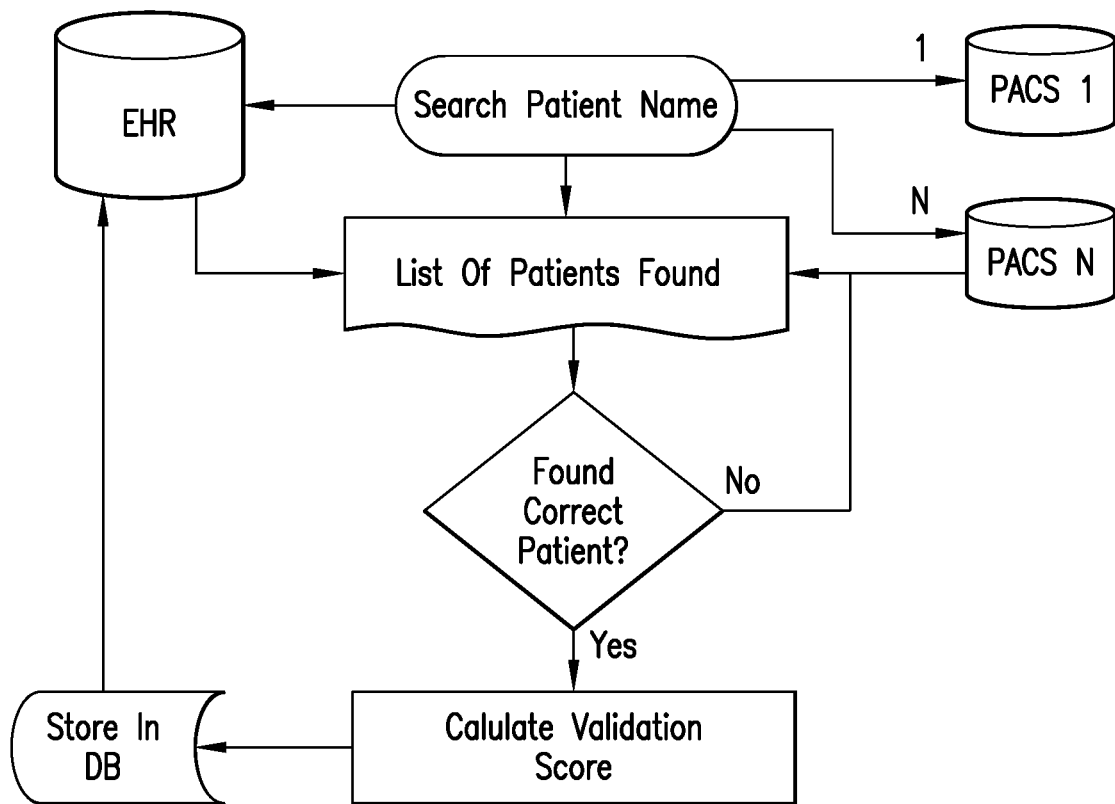 EHR
Search Patient Name
1
PACS 1
N
PACS N
List Of Patients Found
Found
Correct
Patient?
No
Yes
Store In
DB
Calulate Validation
Score